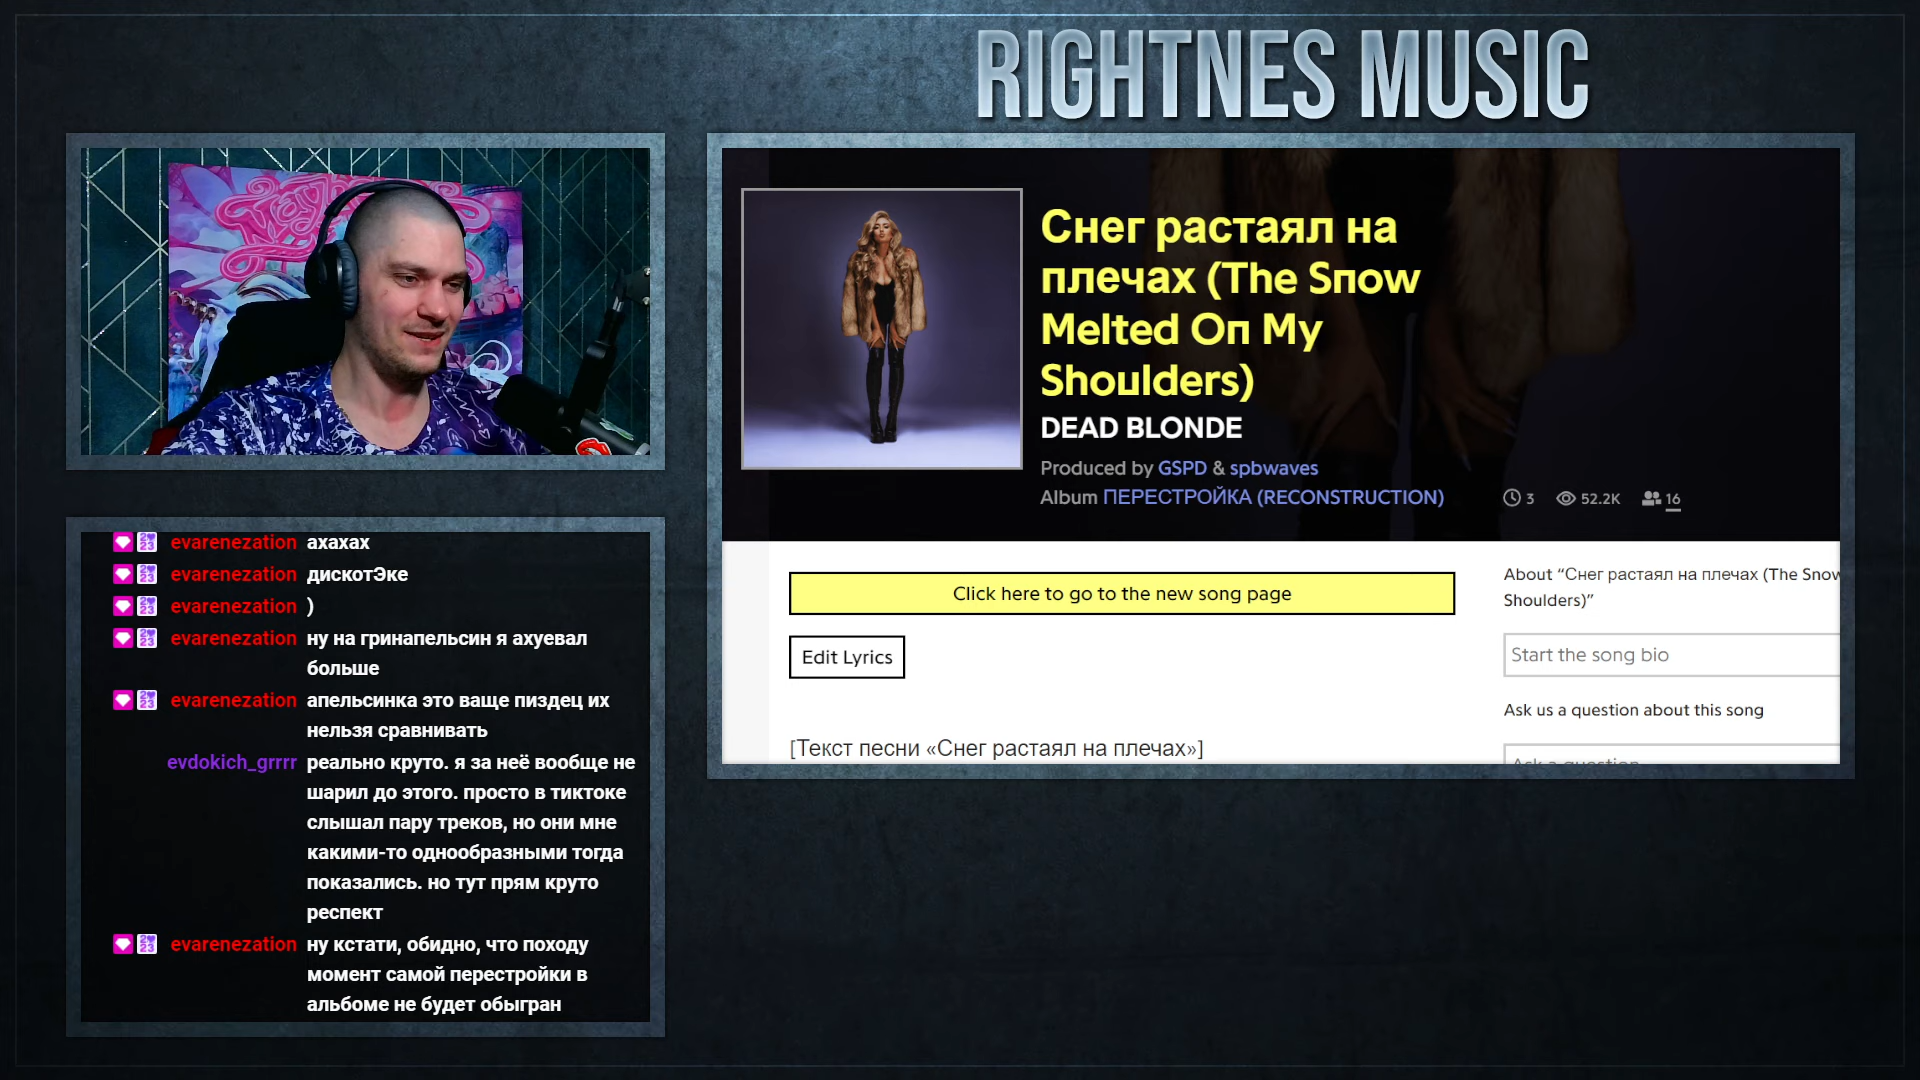 RIGHTNES MUSIC
Снег растаял на
плечах (The Snow
Melted On My
Shoulders)
DEAD BLONDE
Produced by GSPD & spbwaves
Album ПЕРЕСТРОЙКА (RECONSTRUCTION)
3 52.2K 16
Click here to go to the new song page
Edit Lyrics
[Текст песни «Снег растаял на плечах»]
About “Снег растаял на плечах (The Snow
Shoulders)”
Start the song bio
Ask us a question about this song
Ask a question
evarenezation ахахах
evarenezation дискотЭке
evarenezation )
evarenezation ну на гринапельсин я ахуевал
больше
evarenezation апельсинка это ваще пиздец их
нельзя сравнивать
evdokich_grrrr реально круто. я за неё вообще не
шарил до этого. просто в тиктоке
слышал пару треков, но они мне
какими-то однообразными тогда
показались. но тут прям круто
респект
evarenezation ну кстати, обидно, что походу
момент самой перестройки в
альбоме не будет обыгран